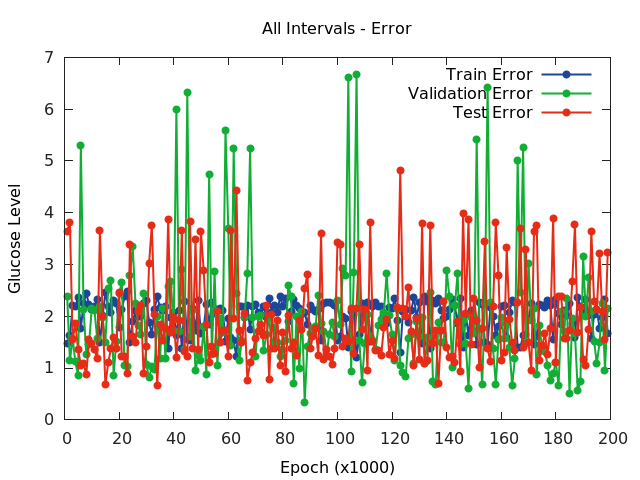 All Intervals - Error
Train Error
Validation Error
Test Error
Glucose Level
7
6
5
4
3
2
1
0
0 20 40 60 80 100 120 140 160 180 200
Epoch (x1000)